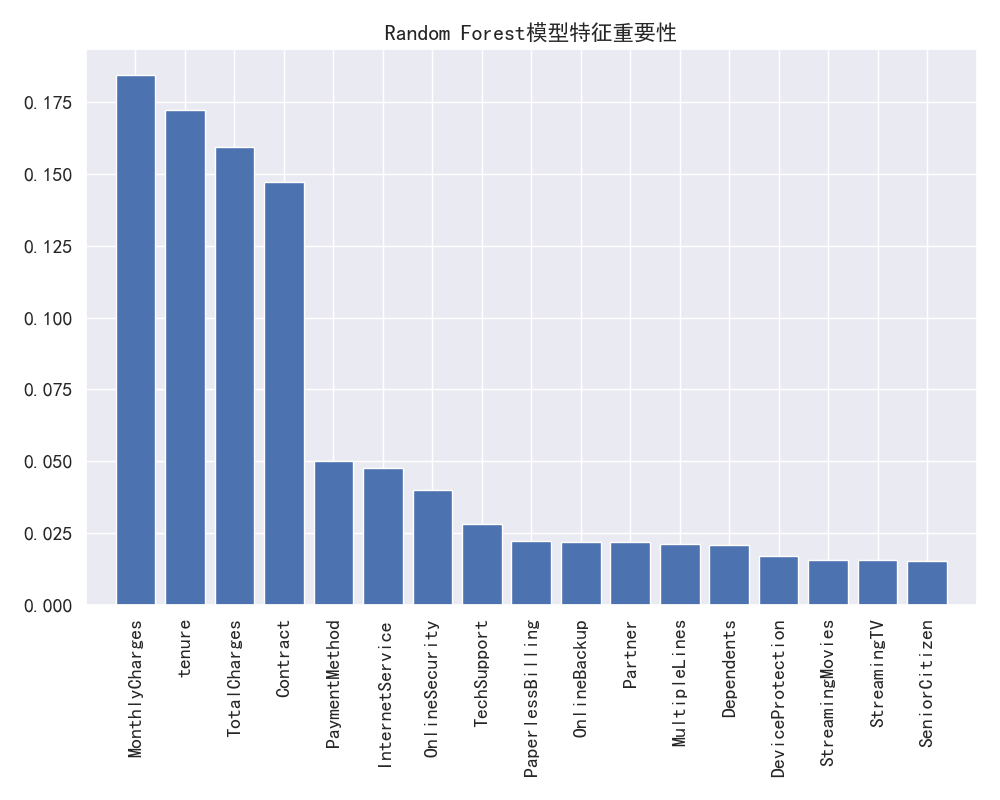 Random Forest模型特征重要性
0.175
0.150
0.125
0.100
0.075
0.050
0.025
0.000
MonthlyCharges
tenure
TotalCharges
Contract
PaymentMethod
InternetService
OnlineSecurity
TechSupport
PaperlessBilling
OnlineBackup
Partner
MultipleLines
Dependents
DeviceProtection
StreamingMovies
StreamingTV
SeniorCitizen